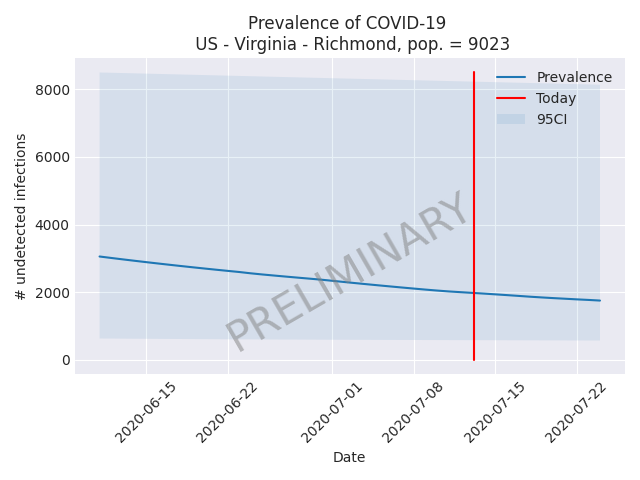 Prevalence of COVID-19
US - Virginia - Richmond, pop. = 9023
# undetected infections
8000
6000
4000
2000
0
Prevalence
Today
95CI
PRELIMINARY
2020-06-15
2020-06-22
2020-07-01
2020-07-08
2020-07-15
2020-07-22
Date